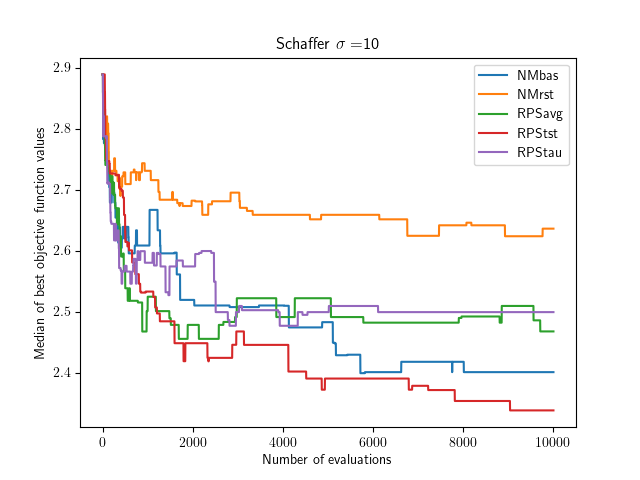 Schaffer σ =10
2.9
2.8
2.7
2.6
2.5
2.4
Median of best objective function values
NMbas
NMrst
RPSavg
RPStst
RPStau
0 2000 4000 6000 8000 10000
Number of evaluations